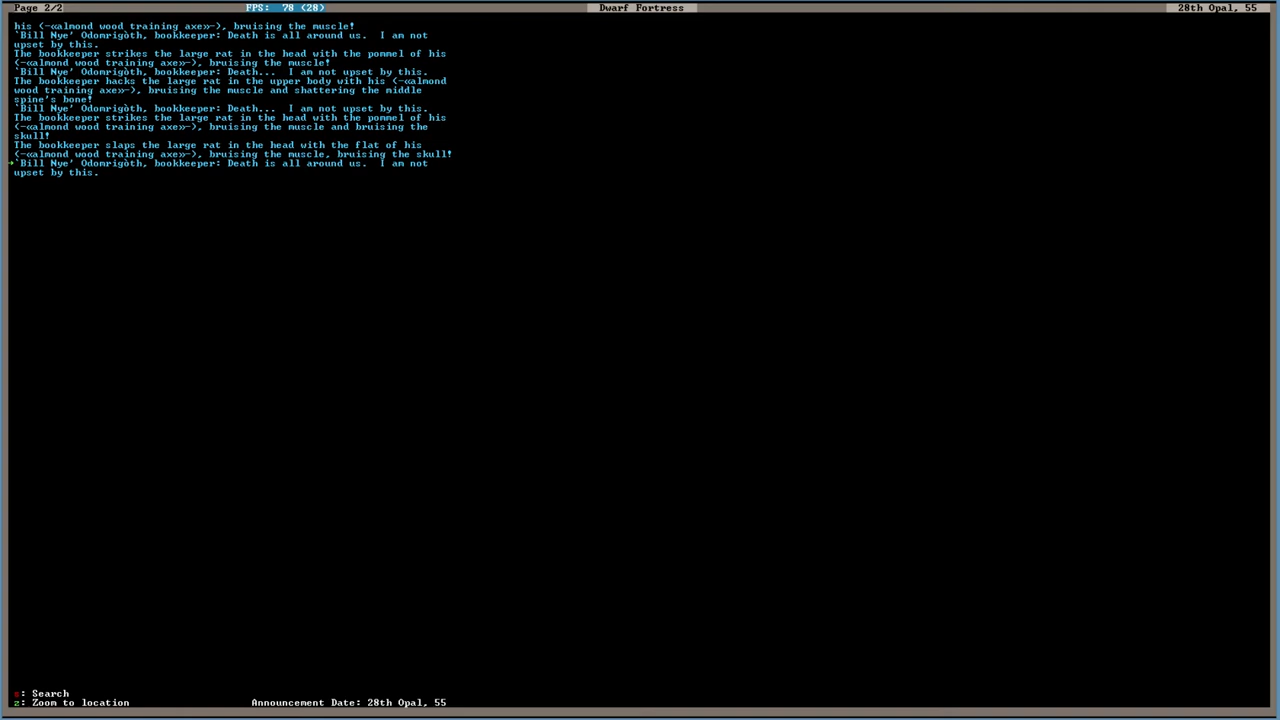 Page 2/2 FPS: 78 (28) Dwarf Fortress 28th Opal, 55
his (-«almond wood training axe»-), bruising the muscle!
`Bill Nye' Odomrigòth, bookkeeper: Death is all around us.  I am not
upset by this.
The bookkeeper strikes the large rat in the head with the pommel of his
(-«almond wood training axe»-), bruising the muscle!
`Bill Nye' Odomrigòth, bookkeeper: Death...  I am not upset by this.
The bookkeeper hacks the large rat in the upper body with his (-«almond
wood training axe»-), bruising the muscle and shattering the middle
spine's bone!
`Bill Nye' Odomrigòth, bookkeeper: Death...  I am not upset by this.
The bookkeeper strikes the large rat in the head with the pommel of his
(-«almond wood training axe»-), bruising the muscle and bruising the
skull!
The bookkeeper slaps the large rat in the head with the flat of his
(-«almond wood training axe»-), bruising the muscle, bruising the skull!
`Bill Nye' Odomrigòth, bookkeeper: Death is all around us.  I am not
upset by this.
s: Search
z: Zoom to location Announcement Date: 28th Opal, 55